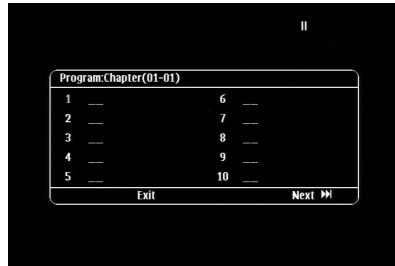 Program:Chapter(01-01)
1 __ 6 __
2 __ 7 __
3 __ 8 __
4 __ 9 __
5 __ 10 __
Exit Next